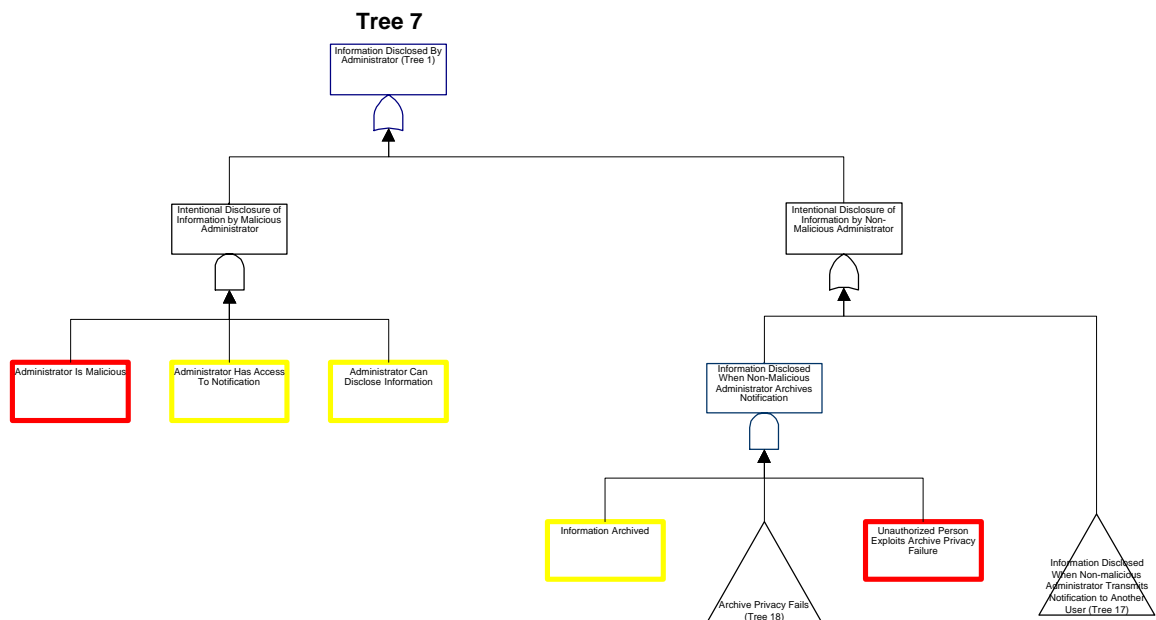 Tree 7
Information Disclosed By
Administrator (Tree 1)
Intentional Disclosure of
Information by Malicious
Administrator
Intentional Disclosure of
Information by Non-
Malicious Administrator
Administrator Is Malicious
Administrator Has Access
To Notification
Administrator Can
Disclose Information
Information Disclosed
When Non-Malicious
Administrator Archives
Notification
Information Archived
Archive Privacy Fails
(Tree 18)
Unauthorized Person
Exploits Archive Privacy
Failure
Information Disclosed
When Non-malicious
Administrator Transmits
Notification to Another
User (Tree 17)